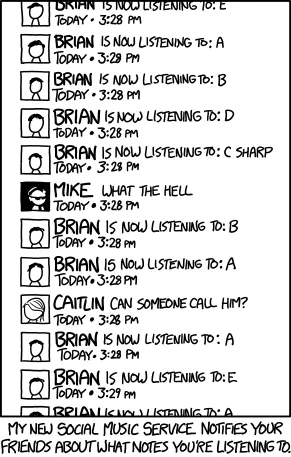 BRIAN IS NOW LISTENING TO: E
TODAY • 3:28 PM
BRIAN IS NOW LISTENING TO: A
TODAY • 3:28 PM
BRIAN IS NOW LISTENING TO: B
TODAY • 3:28 PM
BRIAN IS NOW LISTENING TO: D
TODAY • 3:28 PM
BRIAN IS NOW LISTENING TO: C SHARP
TODAY • 3:28 PM
MIKE WHAT THE HELL
TODAY • 3:28 PM
BRIAN IS NOW LISTENING TO: B
TODAY • 3:28 PM
BRIAN IS NOW LISTENING TO: A
TODAY • 3:28 PM
CAITLIN CAN SOMEONE CALL HIM?
TODAY • 3:28 PM
BRIAN IS NOW LISTENING TO: A
TODAY • 3:28 PM
BRIAN IS NOW LISTENING TO: E
TODAY • 3:29 PM
BRIAN IS NOW LISTENING TO: A
MY NEW SOCIAL MUSIC SERVICE NOTIFIES YOUR
FRIENDS ABOUT WHAT NOTES YOU'RE LISTENING TO.